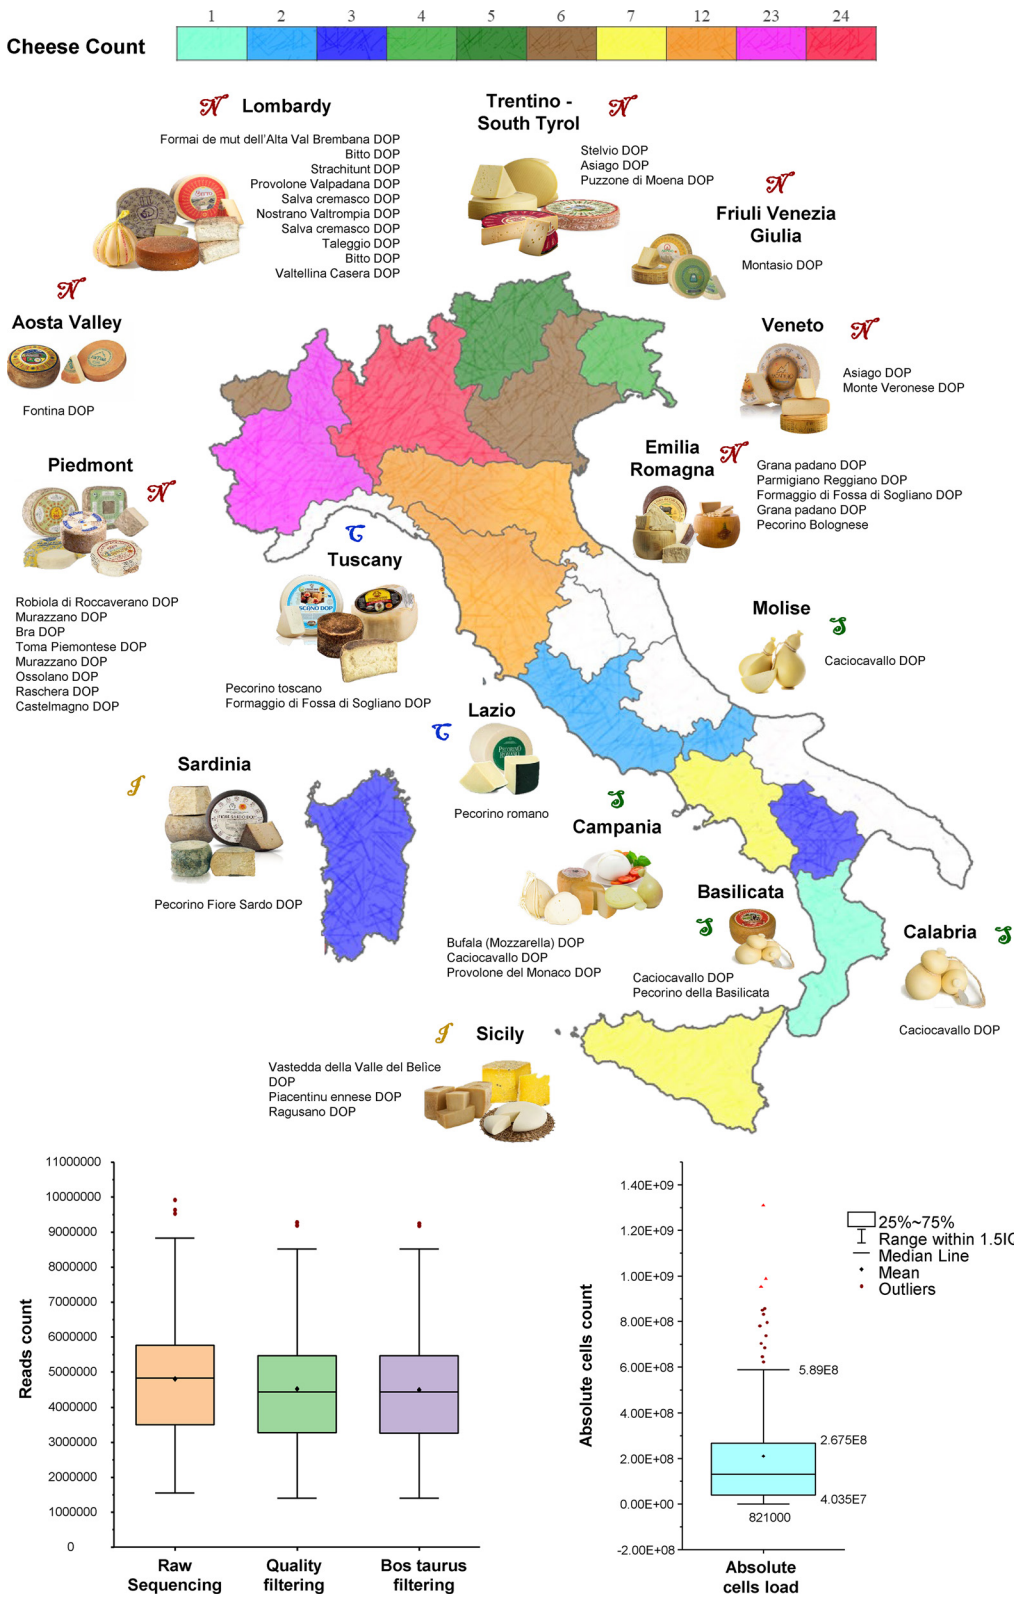 1 2 3 4 5 6 7 12 23 24
Cheese Count
N Lombardy
Formai de mut dell'Alta Val Brembana DOP
Bitto DOP
Strachitunt DOP
Provolone Valpadana DOP
Salva cremasco DOP
Nostrano Valtrompia DOP
Salva cremasco DOP
Taleggio DOP
Bitto DOP
Valtellina Casera DOP
Trentino -
South Tyrol
N
Stelvio DOP
Asiago DOP
Puzzone di Moena DOP
N
Friuli Venezia
Giulia
Montasio DOP
N
Aosta Valley
Fontina DOP
Veneto N
Asiago DOP
Monte Veronese DOP
Piedmont
N
Robiola di Roccaverano DOP
Murazzano DOP
Bra DOP
Toma Piemontese DOP
Murazzano DOP
Ossolano DOP
Raschera DOP
Castelmagno DOP
Emilia
Romagna N
Grana padano DOP
Parmigiano Reggiano DOP
Formaggio di Fossa di Sogliano DOP
Grana padano DOP
Pecorino Bolognese
C
Tuscany
SCANO DOP
Pecorino toscano
Formaggio di Fossa di Sogliano DOP
Molise
S
Caciocavallo DOP
Lazio
C
Pecorino romano
Sardinia
I
Pecorino Fiore Sardo DOP
S
Campania
Bufala (Mozzarella) DOP
Caciocavallo DOP
Provolone del Monaco DOP
Basilicata
S
Caciocavallo DOP
Pecorino della Basilicata
Calabria S
Caciocavallo DOP
I Sicily
Vastedda della Valle del Belice
DOP
Piacentinu ennese DOP
Ragusano DOP
11000000
10000000
9000000
8000000
7000000
6000000
5000000
4000000
3000000
2000000
1000000
0
Reads count
Raw
Sequencing
Quality
filtering
Bos taurus
filtering
1.40E+09
1.20E+09
1.00E+09
8.00E+08
6.00E+08
4.00E+08
2.00E+08
0.00E+00
-2.00E+08
Absolute cells count
5.89E8
2.675E8
4.035E7
821000
Absolute
cells load
25%~75%
Range within 1.5IQ
Median Line
Mean
Outliers